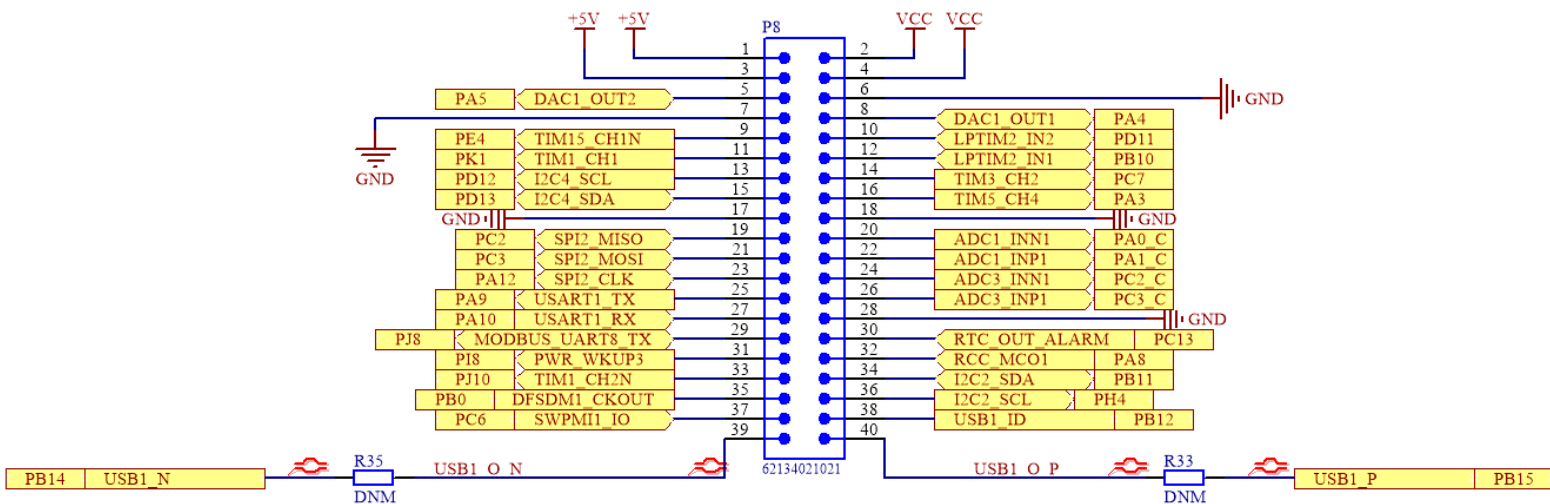 +5V +5V P8 VCC VCC
1 2
3 4
PA5 DAC1_OUT2 5 6 GND
7 8 DAC1_OUT1 PA4
PE4 TIM15_CH1N 9 10 LPTIM2_IN2 PD11
PK1 TIM1_CH1 11 12 LPTIM2_IN1 PB10
GND PD12 I2C4_SCL 13 14 TIM3_CH2 PC7
PD13 I2C4_SDA 15 16 TIM5_CH4 PA3
GND 17 18 GND
PC2 SPI2_MISO 19 20 ADC1_INN1 PA0_C
PC3 SPI2_MOSI 21 22 ADC1_INP1 PA1_C
PA12 SPI2_CLK 23 24 ADC3_INN1 PC2_C
PA9 USART1_TX 25 26 ADC3_INP1 PC3_C
PA10 USART1_RX 27 28 GND
PJ8 MODBUS_UART8_TX 29 30 RTC_OUT_ALARM PC13
PI8 PWR_WKUP3 31 32 RCC_MCO1 PA8
PJ10 TIM1_CH2N 33 34 I2C2_SDA PB11
PB0 DFSDM1_CKOUT 35 36 I2C2_SCL PH4
PC6 SWPMI1_IO 37 38 USB1_ID PB12
39 40
62134021021
PB14 USB1_N R35 USB1_O_N USB1_O_P R33 USB1_P PB15
DNM DNM